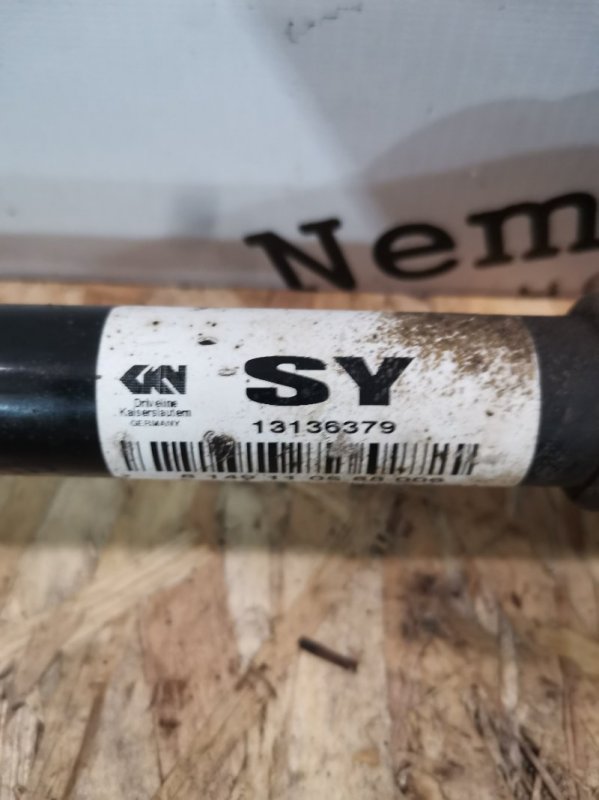 Nem
GKN
Driveline
Kaiserslautern
GERMANY
SY
13136379